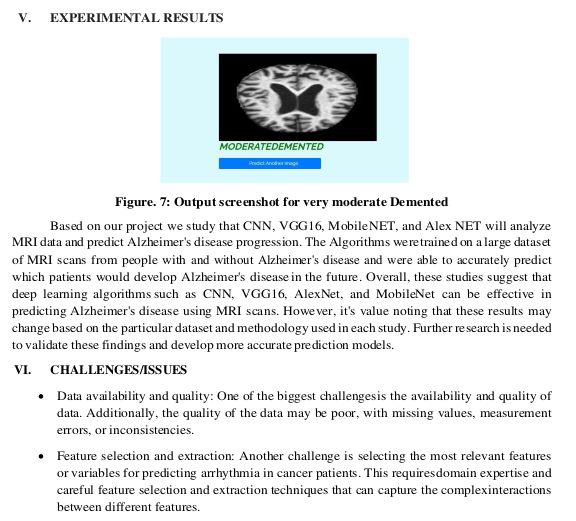 V. EXPERIMENTAL RESULTS
MODERATEDEMENTED
Predict Another Image
Figure. 7: Output screenshot for very moderate Demented
Based on our project we study that CNN, VGG16, MobileNET, and Alex NET will analyze
MRI data and predict Alzheimer's disease progression. The Algorithms weretrained on a large dataset
of MRI scans from people with and without Alzheimer's disease and were able to accurately predict
which patients would develop Alzheimer's disease in the future. Overall, these studies suggest that
deep learning algorithms such as CNN, VGG16, AlexNet, and MobileNet can be effective in
predicting Alzheimer's disease using MRI scans. However, it's value noting that these results may
change based on the particular dataset and methodology used in each study. Further research is needed
to validate these findings and develop more accurate prediction models.
VI. CHALLENGES/ISSUES
• Data availability and quality: One of the biggest challenges is the availability and quality of
data. Additionally, the quality of the data may be poor, with missing values, measurement
errors, or inconsistencies.
• Feature selection and extraction: Another challenge is selecting the most relevant features
or variables for predicting arrhythmia in cancer patients. This requiresdomain expertise and
careful feature selection and extraction techniques that can capture the complexinteractions
between different features.